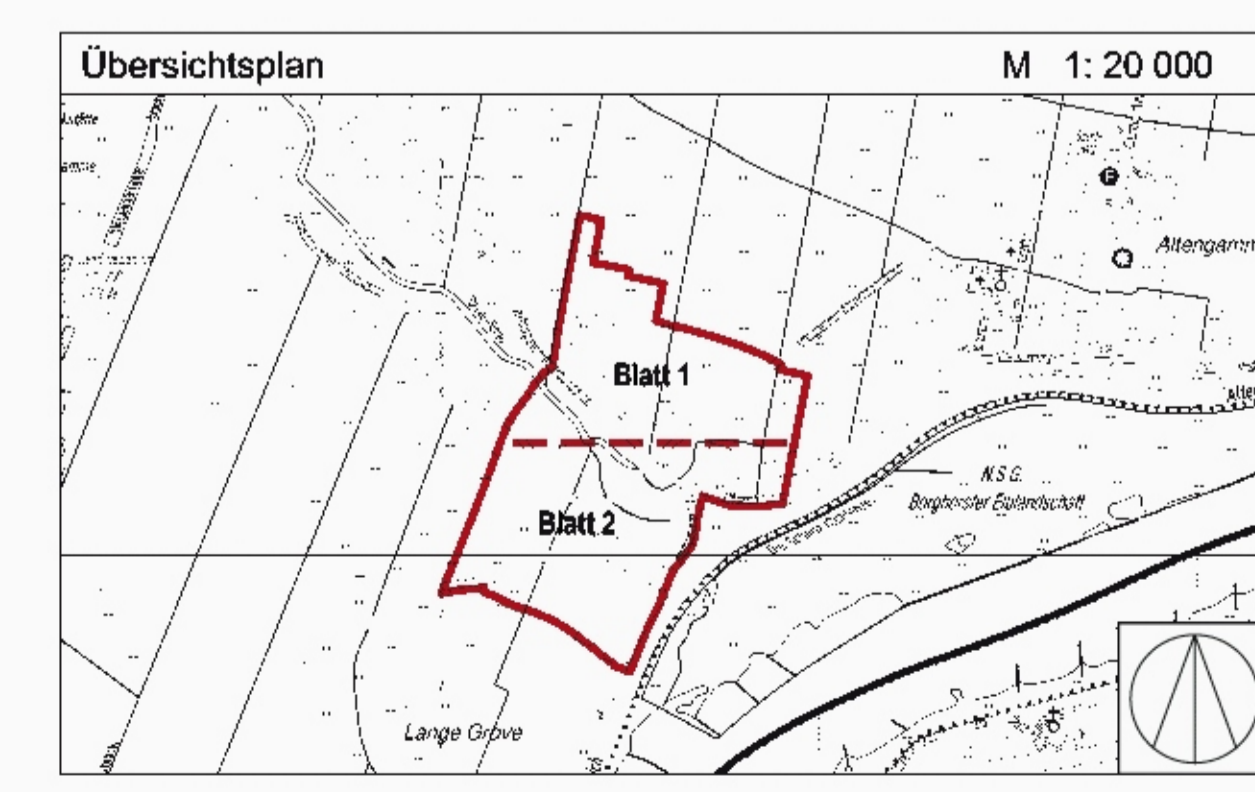 Übersichtsplan
M 1: 20 000
F
Altengamm
Blatt 1
N.S.G.
Borghorster Elblandschaft
Blatt 2
Lange Grove